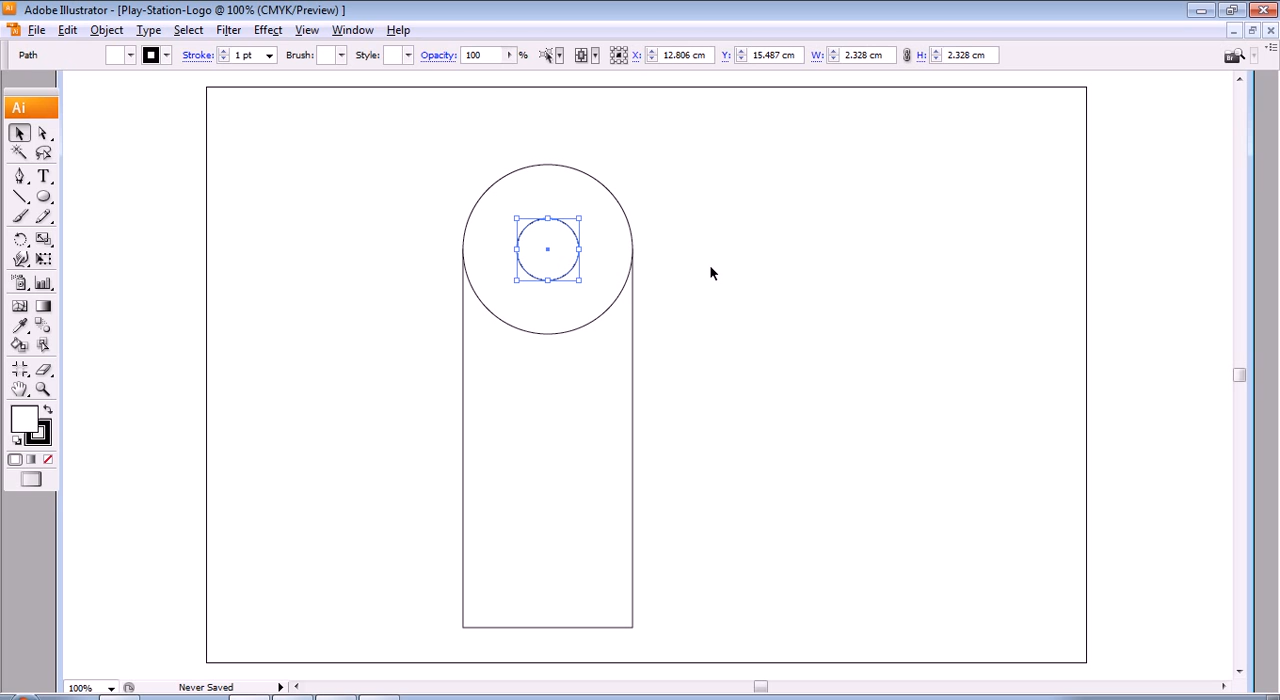 Adobe Illustrator - [Play-Station-Logo @ 100% (CMYK/Preview) ]
File Edit Object Type Select Filter Effect View Window Help
Path Stroke: 1 pt Brush: Style: Opacity: 100 % X: 12.806 cm Y: 15.487 cm W: 2.328 cm H: 2.328 cm
Ai
T
100% Never Saved